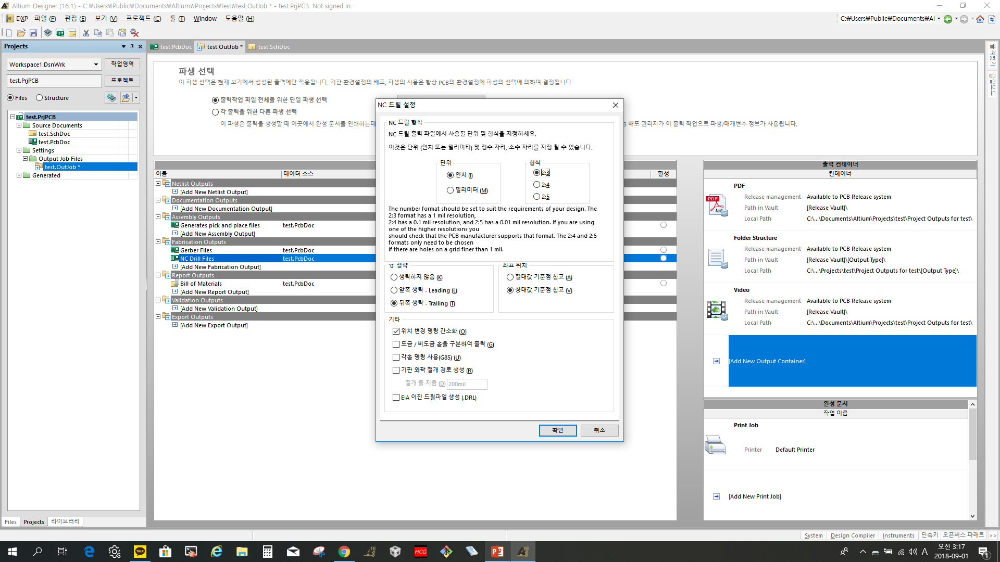 Altium Designer (16.1) - C:₩Users₩Public₩Documents₩Altium₩Projects₩test₩test.OutJob * - test.PrjPCB. Not signed in.
DXP 파일 (F) 편집 (E) 보기 (V) 프로젝트 (C) 툴 (T) Window 도움말 (H)
C:₩Users₩Public₩Documents₩Al
Projects
Workspace1.DsnWrk 작업영역
test.PrjPCB 프로젝트
Files Structure
test.PrjPCB
Source Documents
test.SchDoc
test.PcbDoc
Settings
Output Job Files
test.OutJob *
Generated
Files Projects 라이브러리
test.PcbDoc test.OutJob * test.SchDoc
파생 선택
이 파생 선택은 현재 보기에서 생성된 출력에만 적용됩니다. 기판 환경설정의 배포, 파생의 사용은 항상 PCB의 환경설정에 파생의 선택에 의하여 결정됩니다
출력작업 파일 전체를 위한 단일 파생 선택
각 출력을 위한 다른 파생 선택
이 파생은 출력을 생성할 때 이곳에서 완성 문서를 인쇄하는데
배포 관리자가 이 출력 작업으로 파생/매개변수 정보가 사용됩니다.
이름 데이터 소스 활성
Netlist Outputs
[Add New Netlist Output]
Documentation Outputs
[Add New Documentation Output]
Assembly Outputs
Generates pick and place files test.PcbDoc
[Add New Assembly Output]
Fabrication Outputs
Gerber Files test.PcbDoc
NC Drill Files test.PcbDoc
[Add New Fabrication Output]
Report Outputs
Bill of Materials test.PcbDoc
[Add New Report Output]
Validation Outputs
[Add New Validation Output]
Export Outputs
[Add New Export Output]
NC 드릴 설정
NC 드릴 형식
NC 드릴 출력 파일에서 사용될 단위 및 형식을 지정하세요.
이것은 단위 (인치 또는 밀리미터) 및 정수 자리, 소수 자리를 지정 할 수 있습니다.
단위
인치 (I)
밀리미터 (M)
형식
2:3
2:4
2:5
The number format should be set to suit the requirements of your design. The
2:3 format has a 1 mil resolution,
2:4 has a 0.1 mil resolution, and 2:5 has a 0.01 mil resolution. If you are using
one of the higher resolutions you
should check that the PCB manufacturer supports that format. The 2:4 and 2:5
formats only need to be chosen
if there are holes on a grid finer than 1 mil.
'0' 생략
생략하지 않음 (K)
앞쪽 생략 - Leading (L)
뒤쪽 생략 - Trailing (T)
좌표 위치
절대값 기준점 참고 (A)
상대값 기준점 참고 (V)
기타
위치 변경 명령 간소화 (O)
도금 / 비도금 홀을 구분하여 출력 (G)
각홀 명령 사용(G85) (U)
기판 외곽 절개 경로 생성 (R)
절개 툴 지름 (D) 200mil
EIA 이진 드릴파일 생성 (.DRL)
확인 취소
출력 컨테이너
컨테이너
PDF
Release management Available to PCB Release system
Path in Vault [Release Vault]\
Local Path C:\...\Documents\Altium\Projects\test\Project Outputs for test\
Folder Structure
Release management Available to PCB Release system
Path in Vault [Release Vault]\[Output Type]\
Local Path C:\...\Projects\test\Project Outputs for test\[Output Type]\
Video
Release management Available to PCB Release system
Path in Vault [Release Vault]\
Local Path C:\...\Documents\Altium\Projects\test\Project Outputs for test\
[Add New Output Container]
완성 문서
작업 이름
Print Job
Printer Default Printer
[Add New Print Job]
즐겨찾기
클립보드
System Design Compiler Instruments 단축키 오픈버스 파레트 >>
TALK
HCG
A
오전 3:17
2018-09-01
1